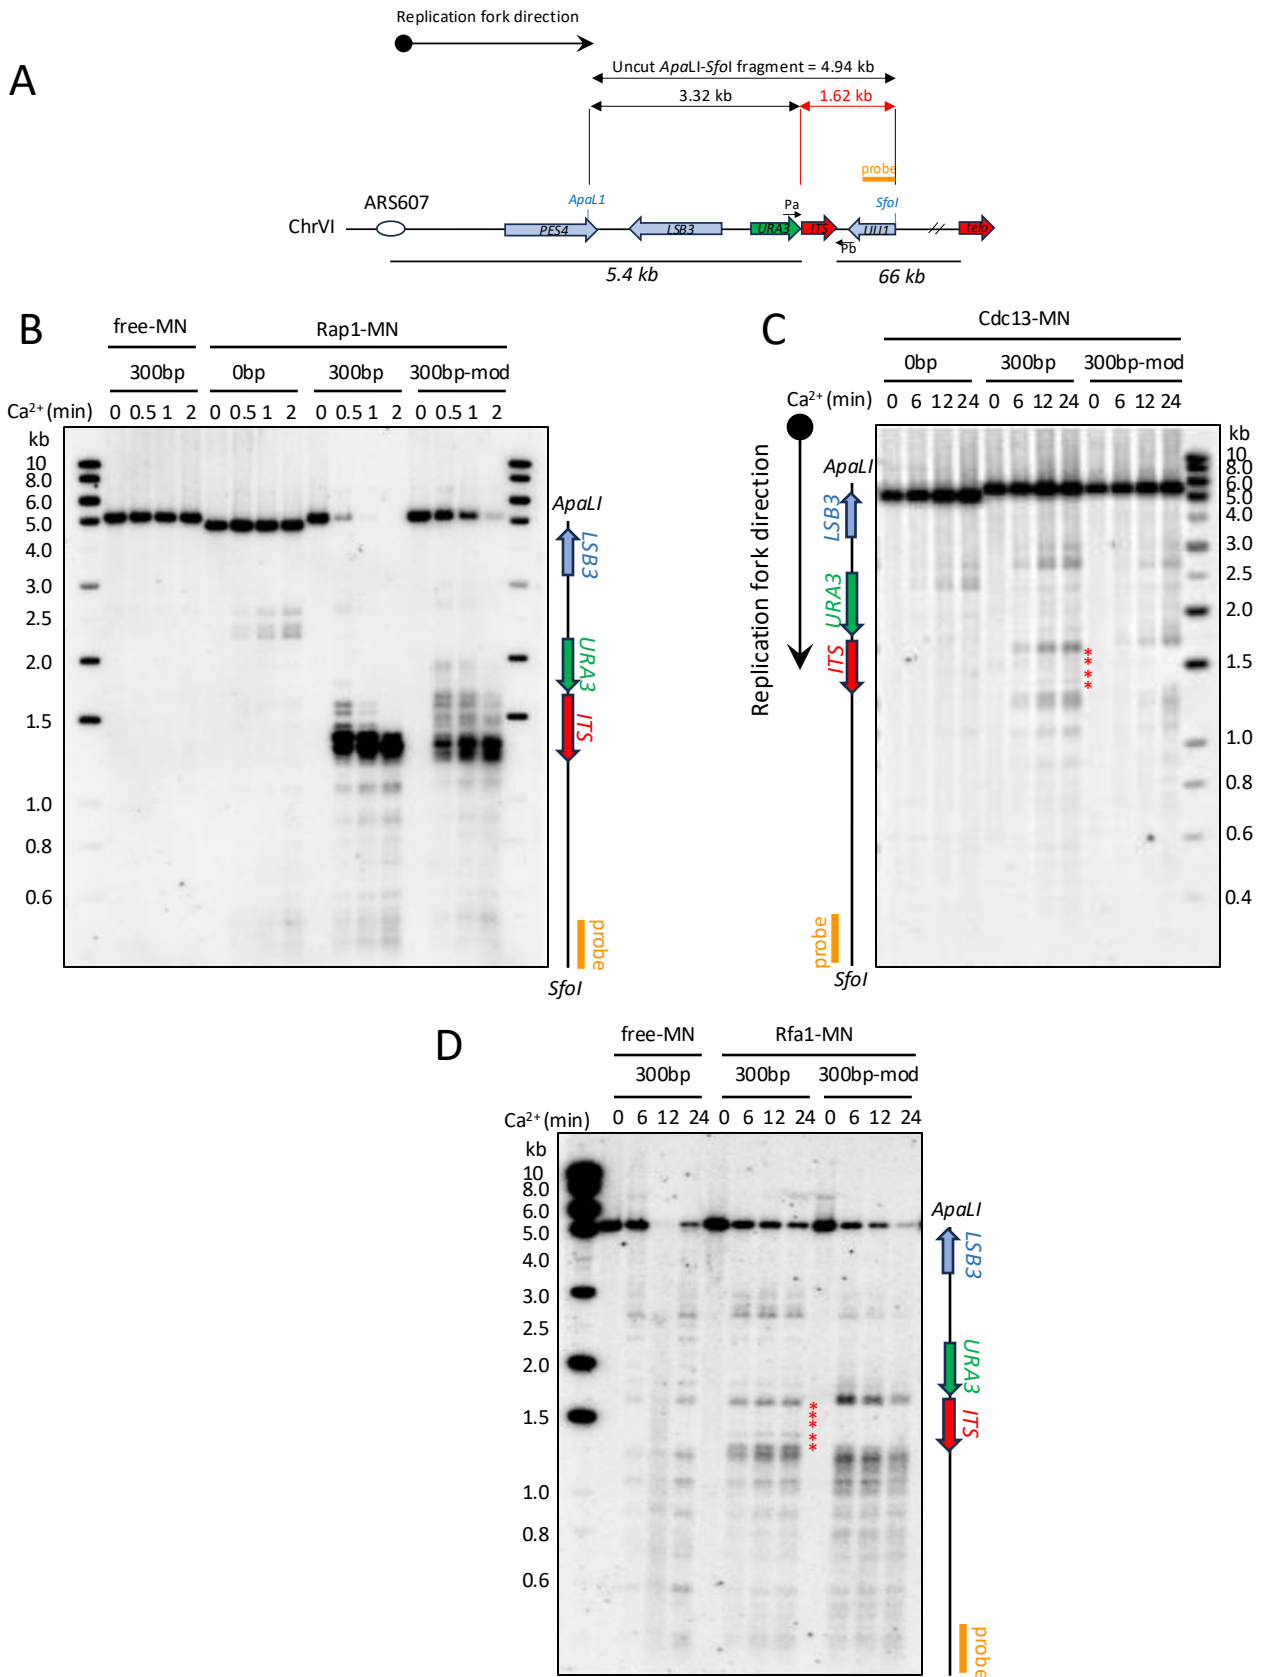 A
Replication fork direction
Uncut ApaLI-SfoI fragment = 4.94 kb
3.32 kb
1.62 kb
probe
ARS607
ApaL1
Pa
SfoI
ChrVI
PES4
LSB3
URA3
ITS
ULI1
telo
Pb
5.4 kb
66 kb
B
free-MN
Rap1-MN
300bp
0bp
300bp
300bp-mod
Ca²⁺ (min)
0 0.5 1 2 0 0.5 1 2 0 0.5 1 2 0 0.5 1 2
kb
10
8.0
6.0
5.0
4.0
3.0
2.5
2.0
1.5
1.0
0.8
0.6
ApaLI
LSB3
URA3
ITS
probe
SfoI
C
Cdc13-MN
0bp
300bp
300bp-mod
Ca²⁺ (min)
0 6 12 24 0 6 12 24 0 6 12 24
Replication fork direction
ApaLI
LSB3
URA3
ITS
probe
SfoI
****
kb
10
8.0
6.0
5.0
4.0
3.0
2.5
2.0
1.5
1.0
0.8
0.6
0.4
D
free-MN
Rfa1-MN
300bp
300bp
300bp-mod
Ca²⁺ (min)
0 6 12 24 0 6 12 24 0 6 12 24
kb
10
8.0
6.0
5.0
4.0
3.0
2.5
2.0
1.5
1.0
0.8
0.6
*****
ApaLI
LSB3
URA3
ITS
probe